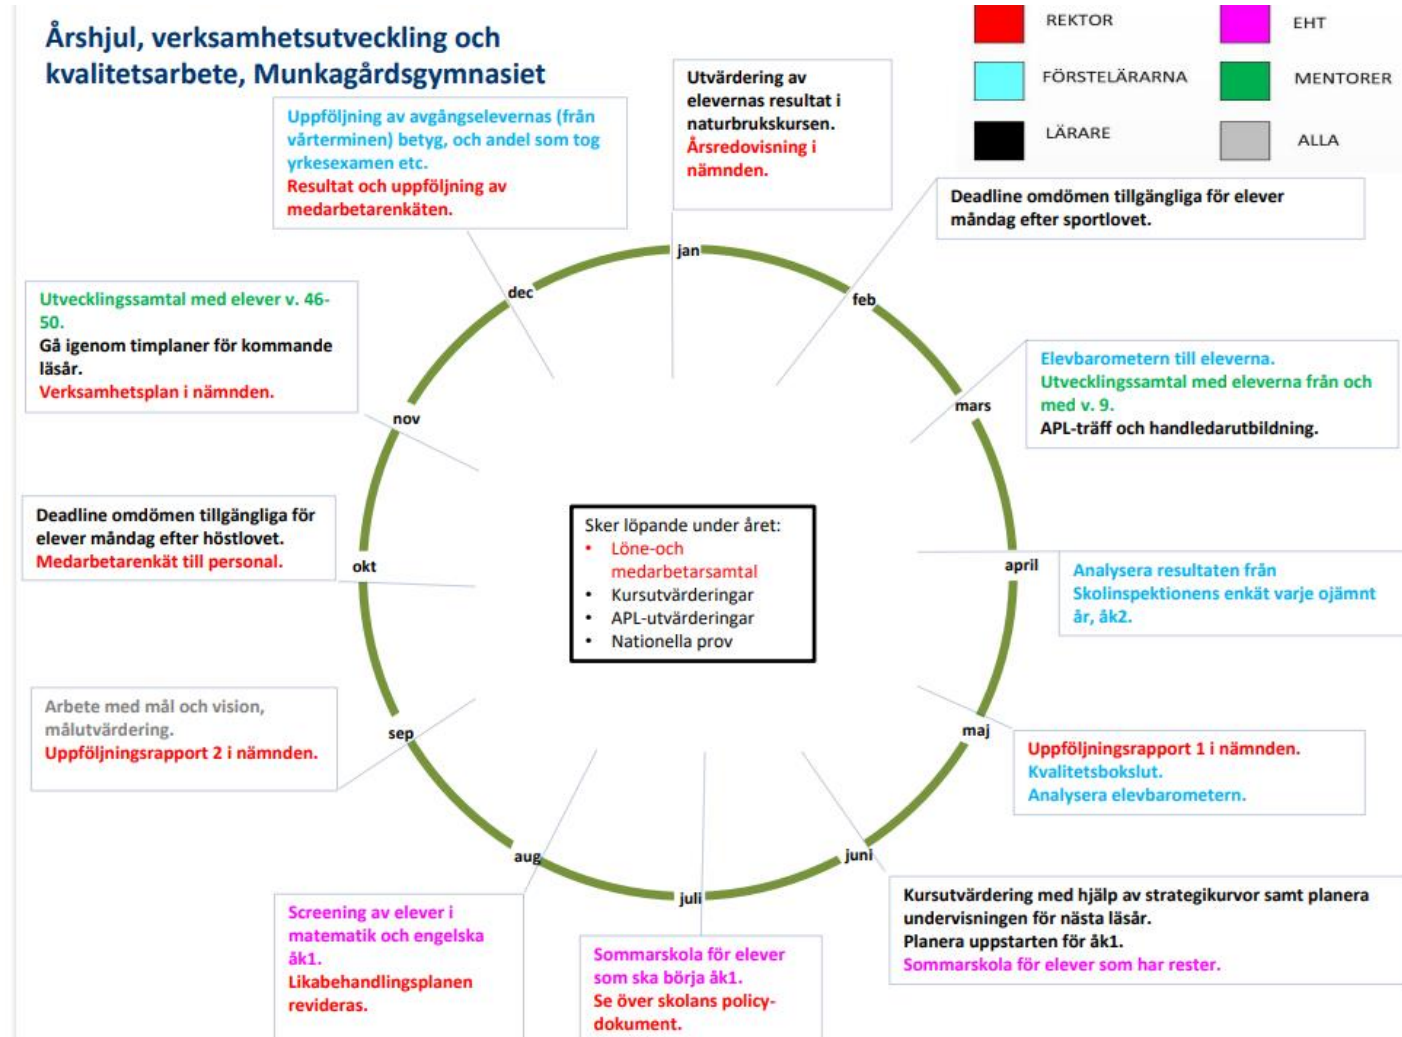 Årshjul, verksamhetsutveckling och
kvalitetsarbete, Munkagårdsgymnasiet
REKTOR
EHT
FÖRSTELÄRARNA
MENTORER
LÄRARE
ALLA
Uppföljning av avgångselevernas (från
vårterminen) betyg, och andel som tog
yrkesexamen etc.
Resultat och uppföljning av
medarbetarenkäten.
Utvärdering av
elevernas resultat i
naturbrukskursen.
Årsredovisning i
nämnden.
Deadline omdömen tillgängliga för elever
måndag efter sportlovet.
jan
dec
feb
Utvecklingssamtal med elever v. 46-
50.
Gå igenom timplaner för kommande
läsår.
Verksamhetsplan i nämnden.
Elevbarometern till eleverna.
Utvecklingssamtal med eleverna från och
med v. 9.
APL-träff och handledarutbildning.
mars
nov
Deadline omdömen tillgängliga för
elever måndag efter höstlovet.
Medarbetarenkät till personal.
okt
Sker löpande under året:
• Löne-och
medarbetarsamtal
• Kursutvärderingar
• APL-utvärderingar
• Nationella prov
april
Analysera resultaten från
Skolinspektionens enkät varje ojämnt
år, åk2.
Arbete med mål och vision,
målutvärdering.
Uppföljningsrapport 2 i nämnden.
sep
maj
Uppföljningsrapport 1 i nämnden.
Kvalitetsbokslut.
Analysera elevbarometern.
aug
juni
juli
Screening av elever i
matematik och engelska
åk1.
Likabehandlingsplanen
revideras.
Sommarskola för elever
som ska börja åk1.
Se över skolans policy-
dokument.
Kursutvärdering med hjälp av strategikurvor samt planera
undervisningen för nästa läsår.
Planera uppstarten för åk1.
Sommarskola för elever som har rester.